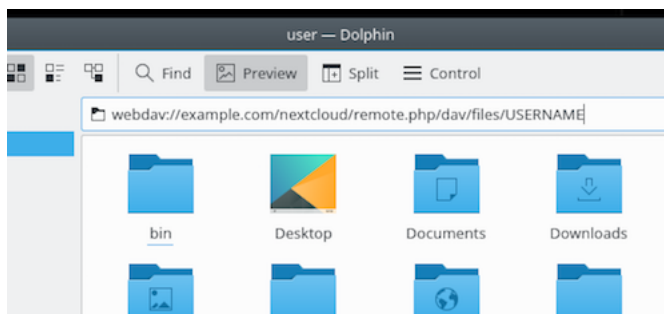 user — Dolphin
Find Preview Split Control
webdav://example.com/nextcloud/remote.php/dav/files/USERNAME
bin Desktop Documents Downloads